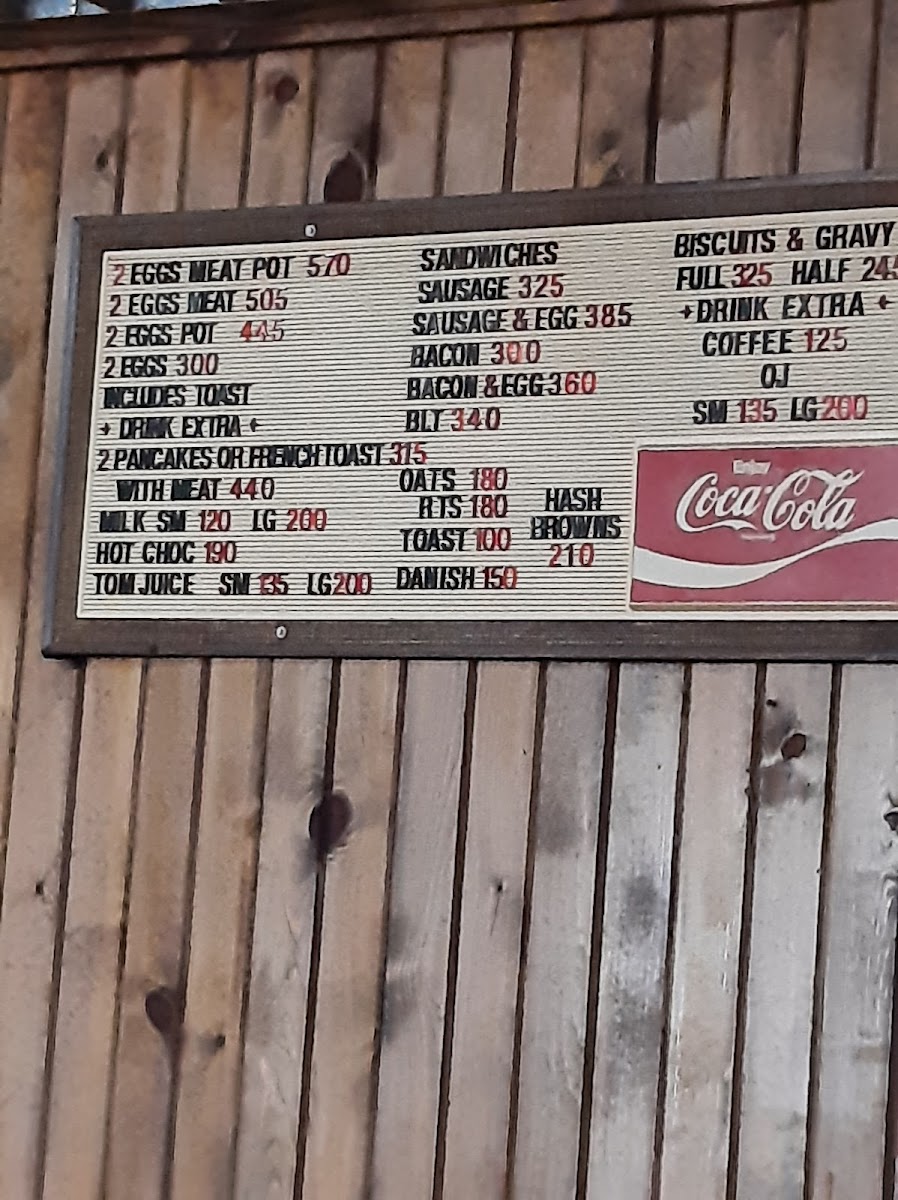 2 EGGS MEAT POT 570
2 EGGS MEAT 505
2 EGGS POT 445
2 EGGS 300
INCLUDES TOAST
+ DRINK EXTRA +
2 PANCAKES OR FRENCH TOAST 315
WITH MEAT 440
MILK SM 120 LG 200
HOT CHOC 190
TOM JUICE SM 135 LG 200
SANDWICHES
SAUSAGE 325
SAUSAGE & EGG 385
BACON 300
BACON & EGG 360
BLT 340
OATS 180
RTS 180
TOAST 100
DANISH 150
HASH
BROWNS
210
BISCUITS & GRAVY
FULL 325 HALF
+ DRINK EXTRA +
COFFEE 125
OJ
SM 135 LG 200
Enjoy
Coca-Cola